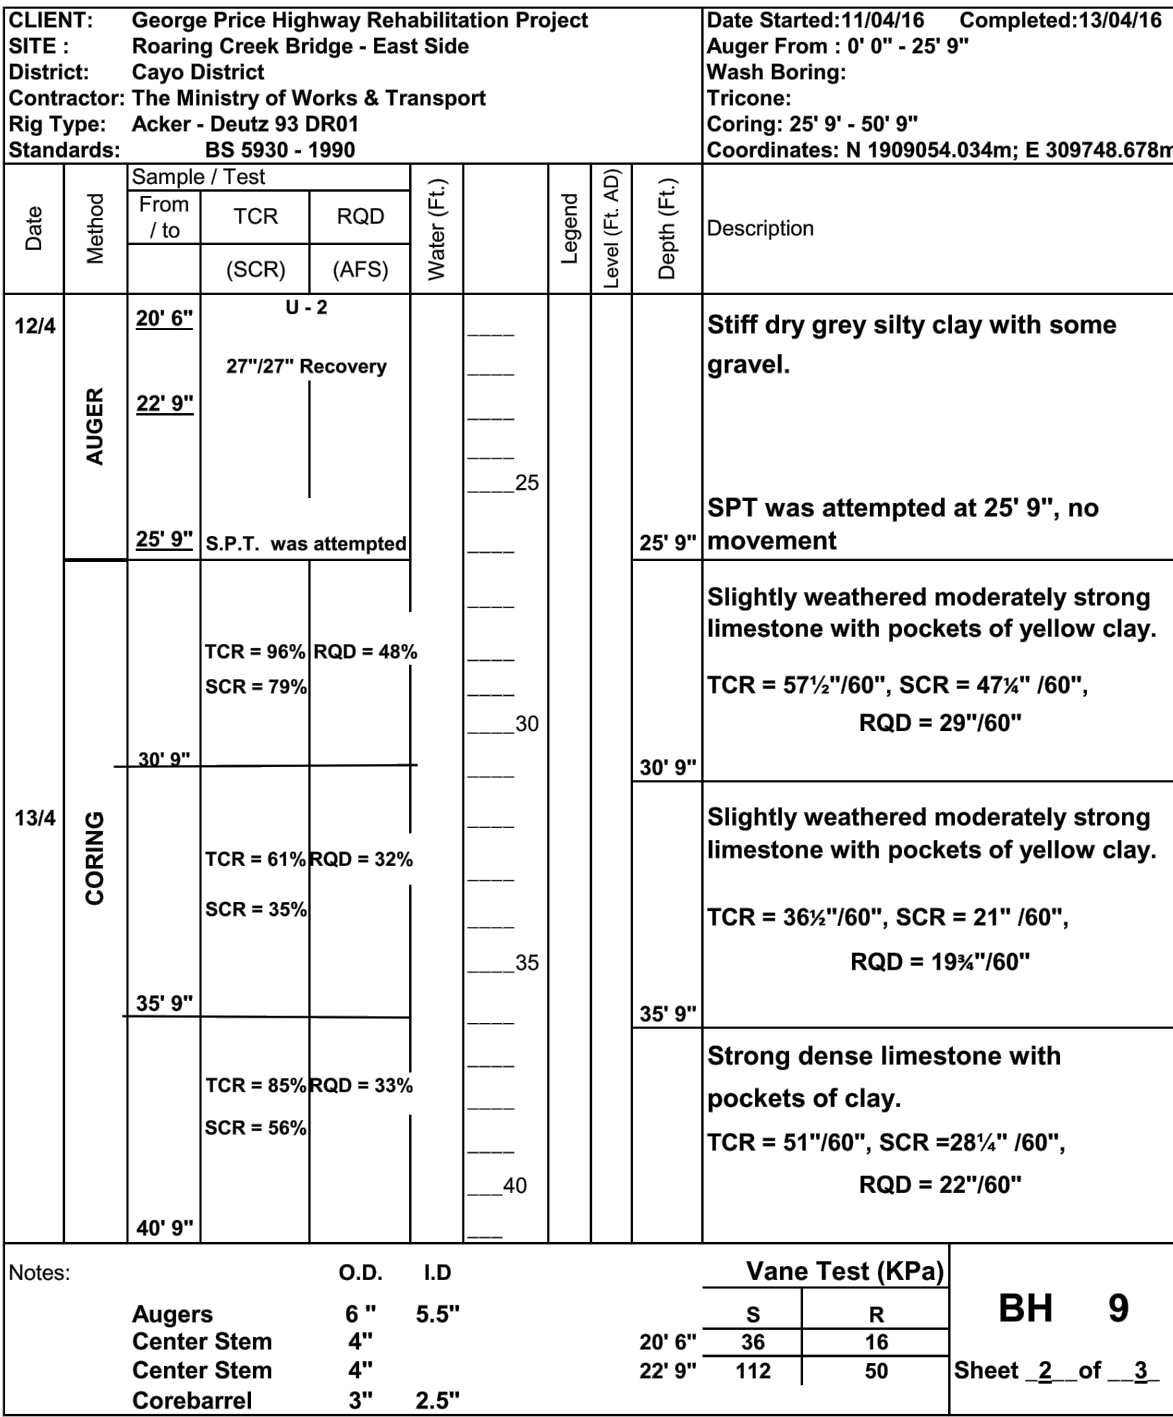 CLIENT: George Price Highway Rehabilitation Project
SITE : Roaring Creek Bridge - East Side
District: Cayo District
Contractor: The Ministry of Works & Transport
Rig Type: Acker - Deutz 93 DR01
Standards: BS 5930 - 1990
Date Started:11/04/16 Completed:13/04/16
Auger From : 0' 0" - 25' 9"
Wash Boring:
Tricone:
Coring: 25' 9' - 50' 9"
Coordinates: N 1909054.034m; E 309748.678m
Date
Method
Sample / Test
From / to
TCR
RQD
(SCR)
(AFS)
Water (Ft.)
Legend
Level (Ft. AD)
Depth (Ft.)
Description
12/4
AUGER
20' 6"
U - 2
27"/27" Recovery
22' 9"
____25
25' 9" S.P.T. was attempted
25' 9"
Stiff dry grey silty clay with some
gravel.
SPT was attempted at 25' 9", no
movement
13/4
CORING
TCR = 96% RQD = 48%
SCR = 79%
____30
30' 9"
30' 9"
Slightly weathered moderately strong
limestone with pockets of yellow clay.
TCR = 57½"/60", SCR = 47¼" /60",
RQD = 29"/60"
TCR = 61% RQD = 32%
SCR = 35%
____35
35' 9"
35' 9"
Slightly weathered moderately strong
limestone with pockets of yellow clay.
TCR = 36½"/60", SCR = 21" /60",
RQD = 19¾"/60"
TCR = 85% RQD = 33%
SCR = 56%
___40
40' 9"
Strong dense limestone with
pockets of clay.
TCR = 51"/60", SCR =28¼" /60",
RQD = 22"/60"
Notes:
O.D. I.D
Augers 6 " 5.5"
Center Stem 4"
Center Stem 4"
Corebarrel 3" 2.5"
Vane Test (KPa)
S R
20' 6" 36 16
22' 9" 112 50
BH 9
Sheet _2__of __3_